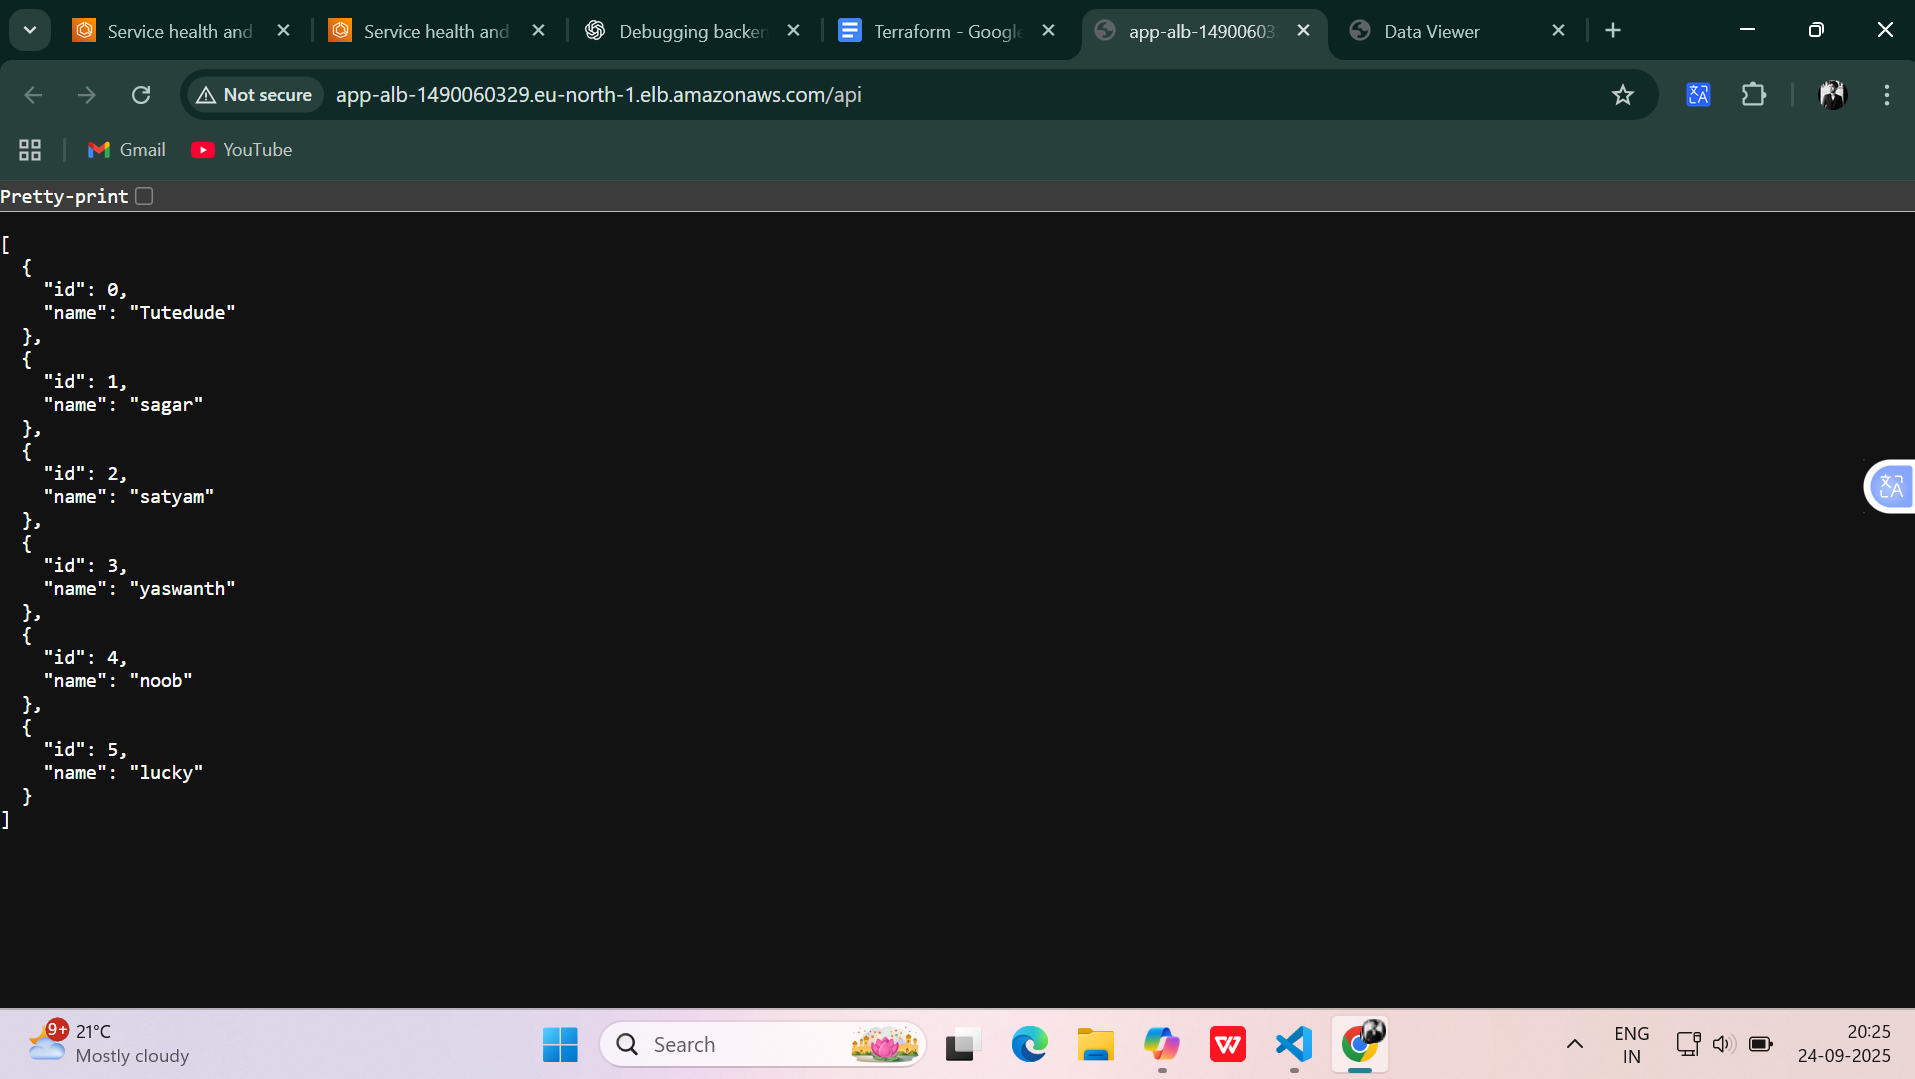 Service health and
Service health and
Debugging backen
Terraform - Google
app-alb-14900603
Data Viewer
Not secure
app-alb-1490060329.eu-north-1.elb.amazonaws.com/api
Gmail
YouTube
Pretty-print
[
{
"id": 0,
"name": "Tutedude"
},
{
"id": 1,
"name": "sagar"
},
{
"id": 2,
"name": "satyam"
},
{
"id": 3,
"name": "yaswanth"
},
{
"id": 4,
"name": "noob"
},
{
"id": 5,
"name": "lucky"
}
]
9+
21°C
Mostly cloudy
Search
ENG
IN
20:25
24-09-2025